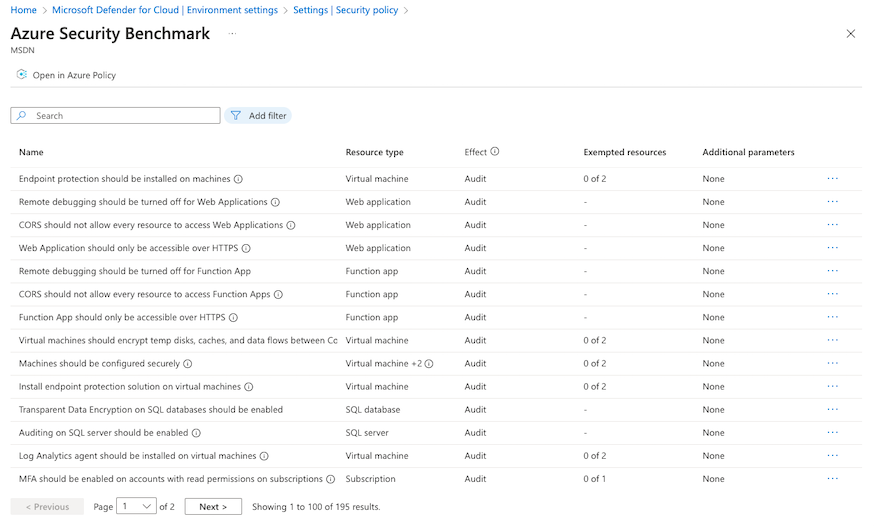 Home > Microsoft Defender for Cloud | Environment settings > Settings | Security policy >
Azure Security Benchmark ...
MSDN
Open in Azure Policy
Search Add filter
Name Resource type Effect Exempted resources Additional parameters
Endpoint protection should be installed on machines Virtual machine Audit 0 of 2 None ...
Remote debugging should be turned off for Web Applications Web application Audit - None ...
CORS should not allow every resource to access Web Applications Web application Audit - None ...
Web Application should only be accessible over HTTPS Web application Audit - None ...
Remote debugging should be turned off for Function App Function app Audit - None ...
CORS should not allow every resource to access Function Apps Function app Audit - None ...
Function App should only be accessible over HTTPS Function app Audit - None ...
Virtual machines should encrypt temp disks, caches, and data flows between Co Virtual machine Audit 0 of 2 None ...
Machines should be configured securely Virtual machine +2 Audit 0 of 2 None ...
Install endpoint protection solution on virtual machines Virtual machine Audit 0 of 2 None ...
Transparent Data Encryption on SQL databases should be enabled SQL database Audit - None ...
Auditing on SQL server should be enabled SQL server Audit - None ...
Log Analytics agent should be installed on virtual machines Virtual machine Audit 0 of 2 None ...
MFA should be enabled on accounts with read permissions on subscriptions Subscription Audit 0 of 1 None ...
< Previous Page 1 of 2 Next > Showing 1 to 100 of 195 results.